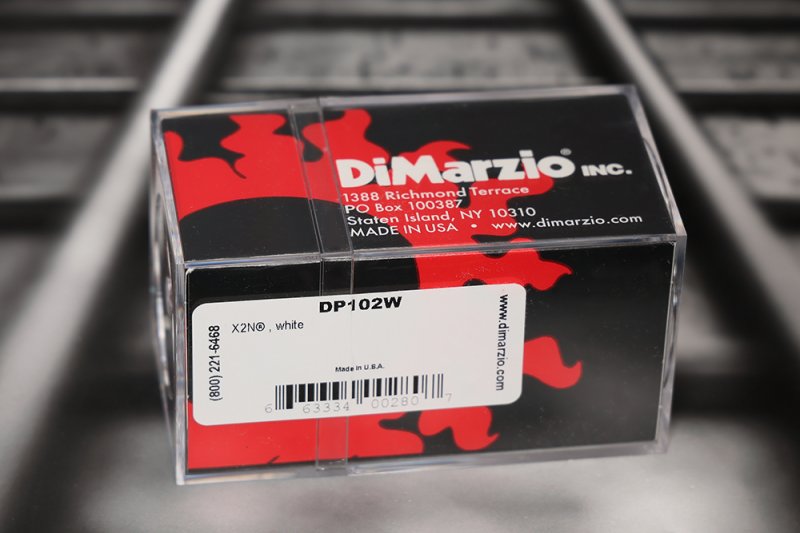 DiMarzio® INC.
1388 Richmond Terrace
PO Box 100387
Staten Island, NY 10310
MADE IN USA • www.dimarzio.com
DP102W
X2N® , white
(800) 221-6468
www.dimarzio.com
Made in U.S.A.
6 63334 00280 7